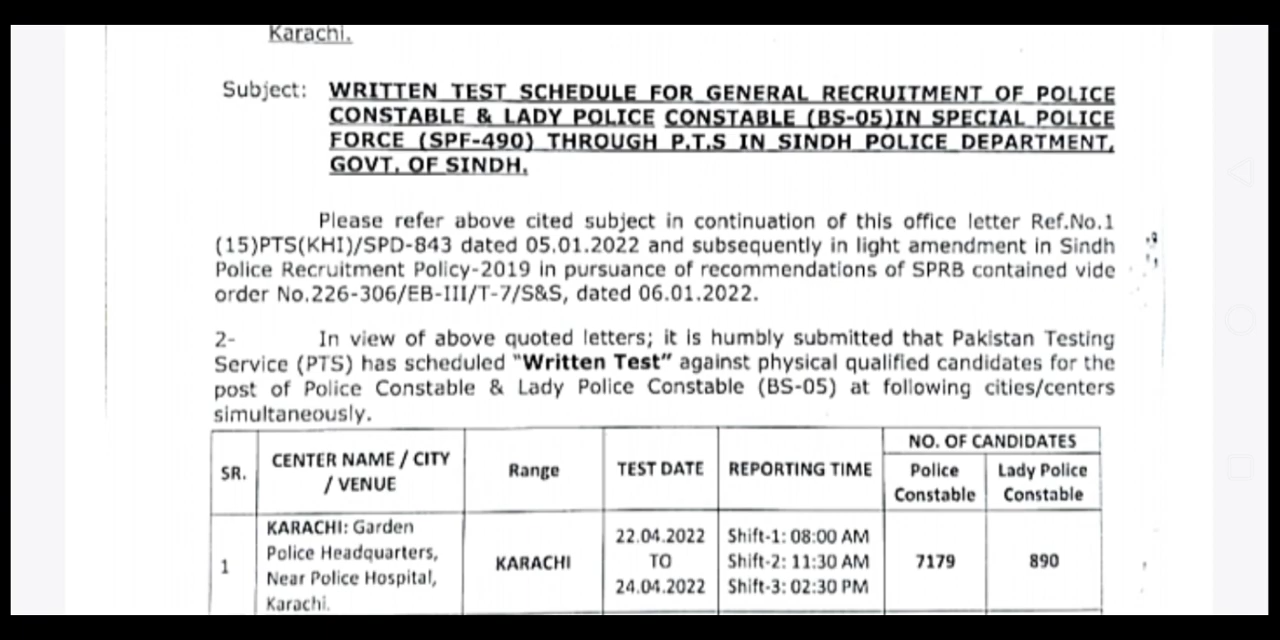 Karachi.
Subject: WRITTEN TEST SCHEDULE FOR GENERAL RECRUITMENT OF POLICE
CONSTABLE & LADY POLICE CONSTABLE (BS-05)IN SPECIAL POLICE
FORCE (SPF-490) THROUGH P.T.S IN SINDH POLICE DEPARTMENT,
GOVT. OF SINDH.
Please refer above cited subject in continuation of this office letter Ref.No.1
(15)PTS(KHI)/SPD-843 dated 05.01.2022 and subsequently in light amendment in Sindh
Police Recruitment Policy-2019 in pursuance of recommendations of SPRB contained vide
order No.226-306/EB-III/T-7/S&S, dated 06.01.2022.
2- In view of above quoted letters; it is humbly submitted that Pakistan Testing
Service (PTS) has scheduled "Written Test" against physical qualified candidates for the
post of Police Constable & Lady Police Constable (BS-05) at following cities/centers
simultaneously.
SR.
CENTER NAME / CITY
/ VENUE
Range
TEST DATE
REPORTING TIME
NO. OF CANDIDATES
Police
Constable
Lady Police
Constable
1
KARACHI: Garden
Police Headquarters,
Near Police Hospital,
Karachi.
KARACHI
22.04.2022
TO
24.04.2022
Shift-1: 08:00 AM
Shift-2: 11:30 AM
Shift-3: 02:30 PM
7179
890